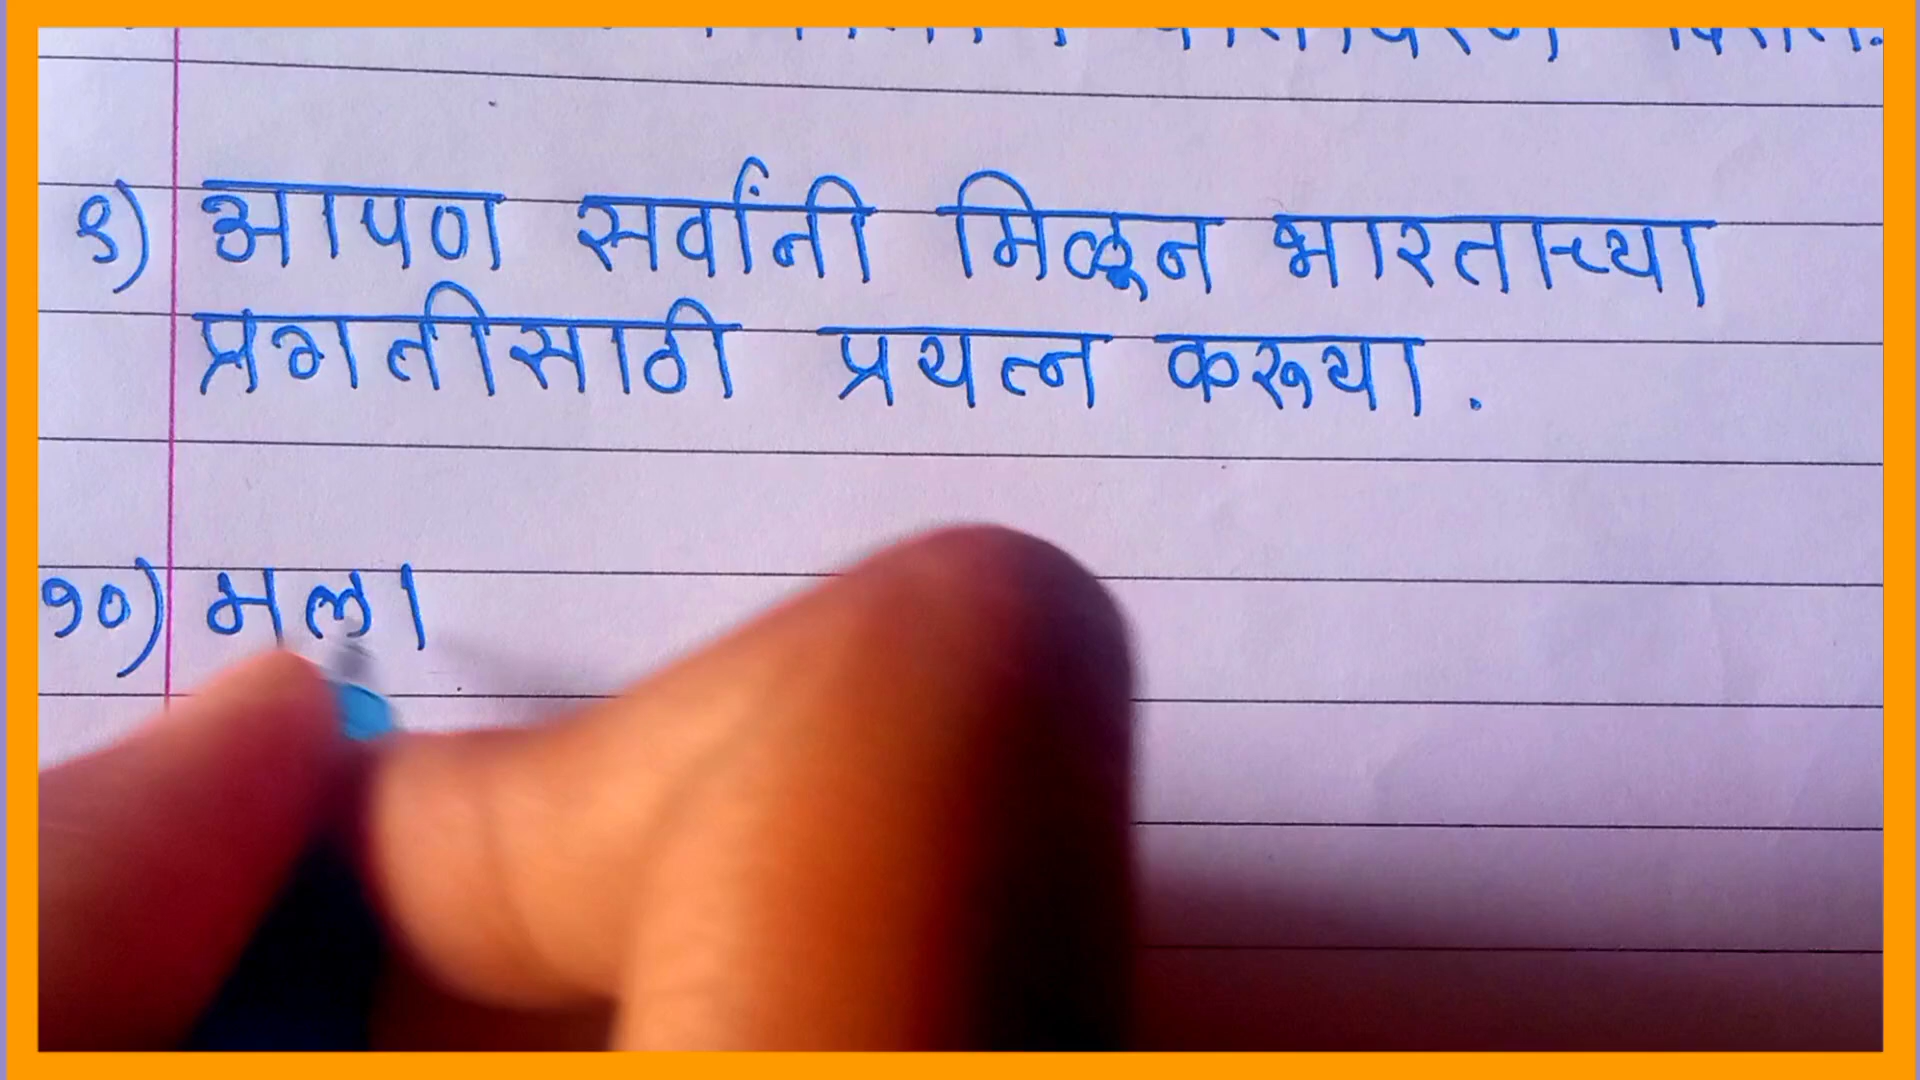 ९) आपण सर्वांनी मिळून भारताच्या
प्रगतीसाठी प्रयत्न करूया.
१०) मला